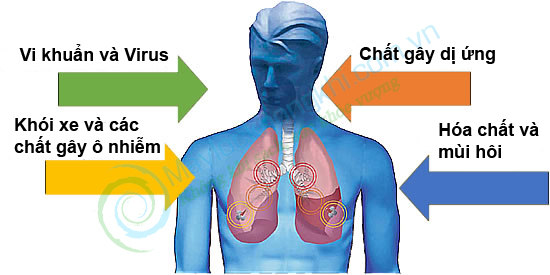 Vi khuẩn và Virus
Chất gây dị ứng
Khói xe và các
chất gây ô nhiễm
Hóa chất và
mùi hôi